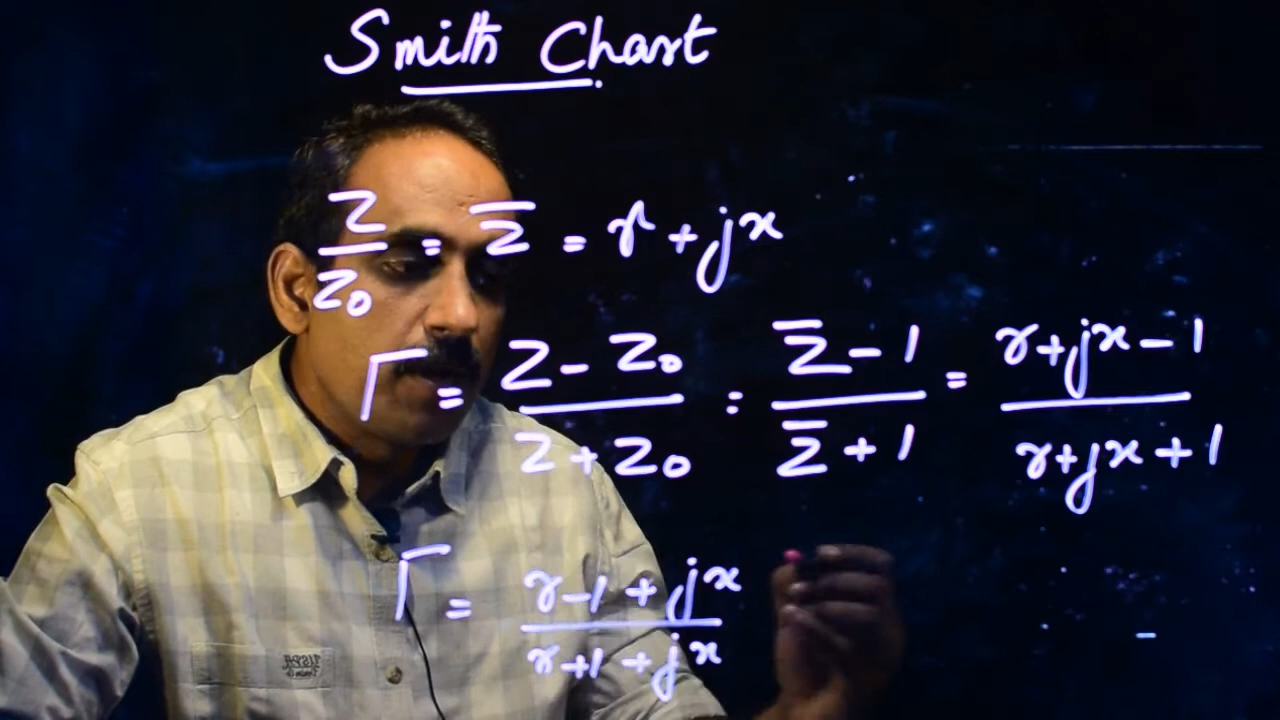 Smith Chart
Z/Z₀ = z̅ = r + jx
Γ = Z - Z₀ / Z + Z₀ = z̅ - 1 / z̅ + 1 = r + jx - 1 / r + jx + 1
Γ = r - 1 + jx / r + 1 + jx